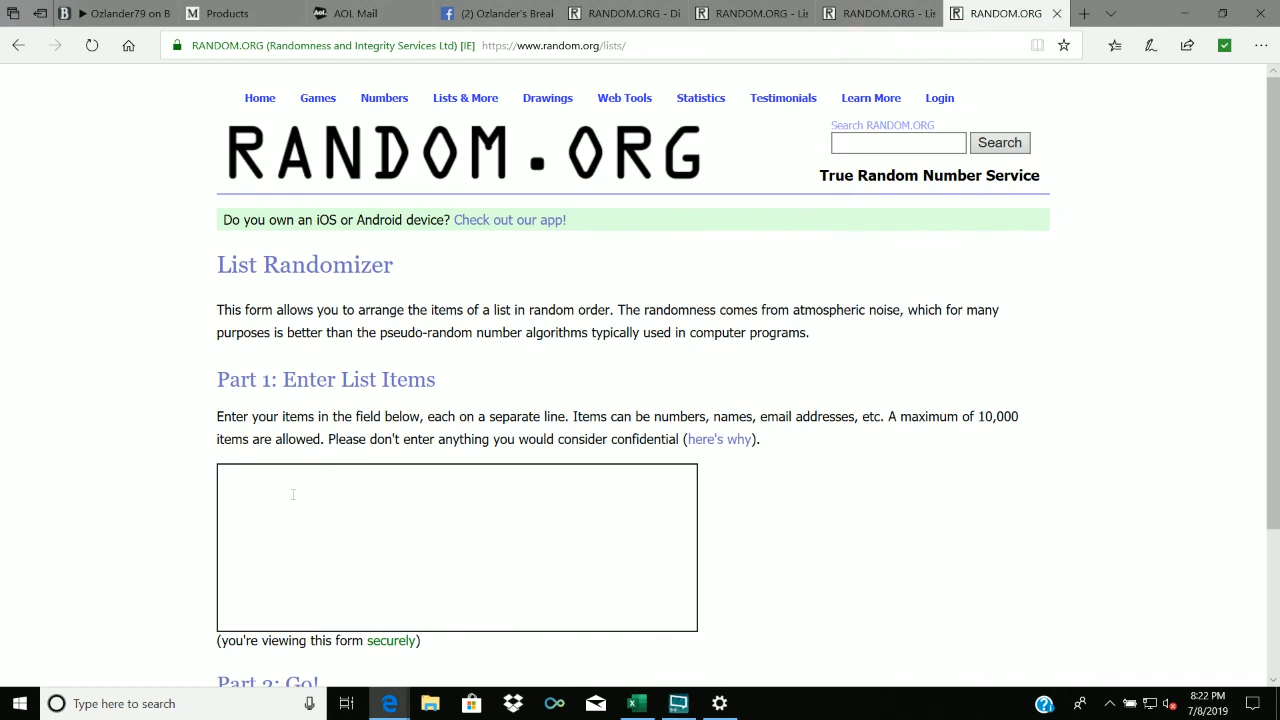 Ozlander79 on B
Mixtape
AOL Mail
Ozlander's Brea
RANDOM.ORG - Di
RANDOM.ORG - Lis
RANDOM.ORG - Li
RANDOM.ORG
RANDOM.ORG (Randomness and Integrity Services Ltd) [IE] https://www.random.org/lists/
Home Games Numbers Lists & More Drawings Web Tools Statistics Testimonials Learn More Login
RANDOM.ORG
Search RANDOM.ORG
Search
True Random Number Service
Do you own an iOS or Android device? Check out our app!
List Randomizer
This form allows you to arrange the items of a list in random order. The randomness comes from atmospheric noise, which for many
purposes is better than the pseudo-random number algorithms typically used in computer programs.
Part 1: Enter List Items
Enter your items in the field below, each on a separate line. Items can be numbers, names, email addresses, etc. A maximum of 10,000
items are allowed. Please don't enter anything you would consider confidential (here's why).
(you're viewing this form securely)
Part 2: Go!
Type here to search
8:22 PM
7/8/2019